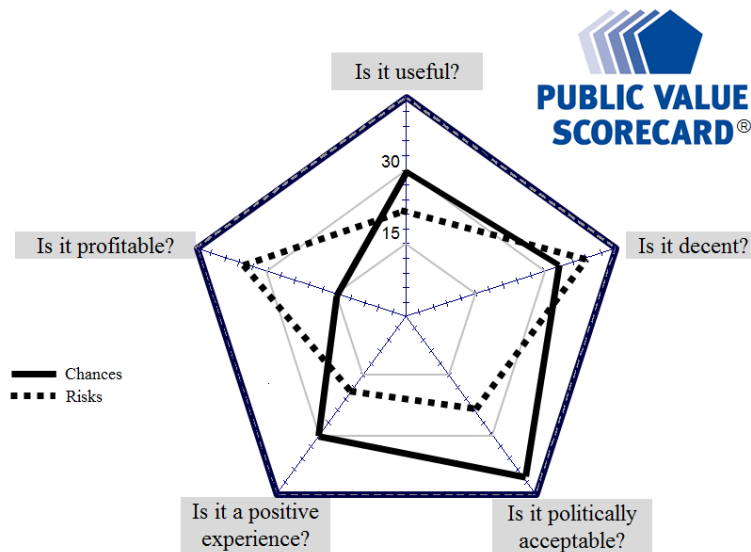 Is it useful?
PUBLIC VALUE
SCORECARD®
30
15
Is it profitable?
Is it decent?
Chances
Risks
Is it a positive
experience?
Is it politically
acceptable?